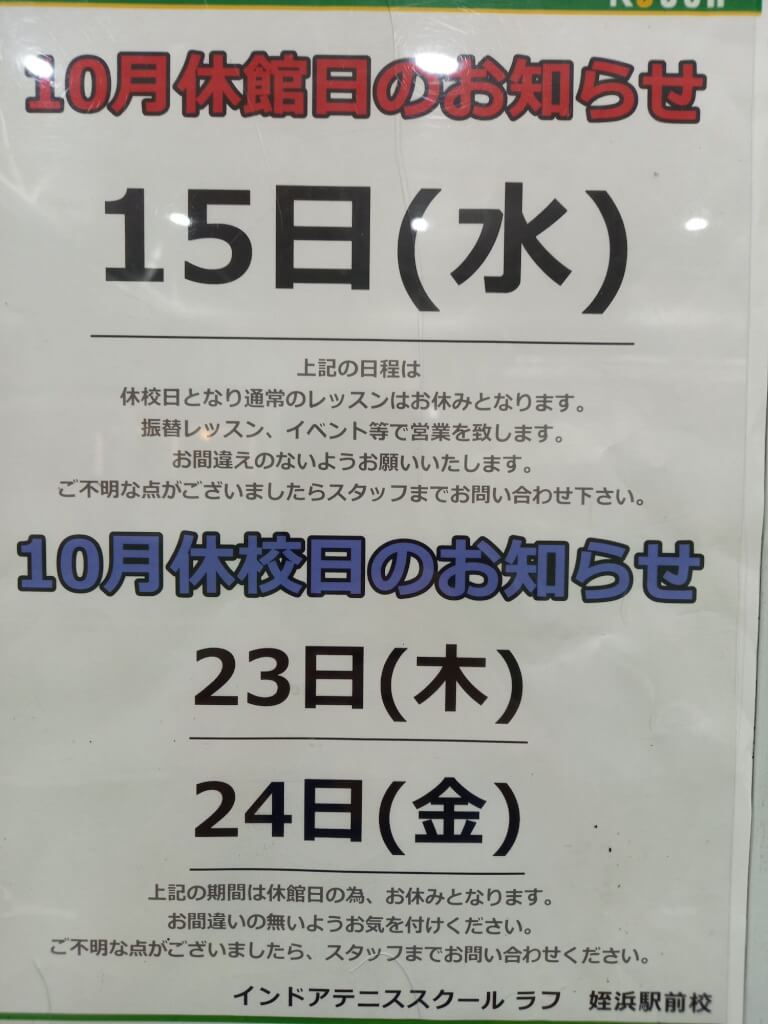 10月休館日のお知らせ
15日(水)
上記の日程は
休校日となり通常のレッスンはお休みとなります。
振替レッスン、イベント等で営業を致します。
お間違えのないようお願いいたします。
ご不明な点がございましたらスタッフまでお問い合わせ下さい。
10月休校日のお知らせ
23日(木)
24日(金)
上記の期間は休館日の為、お休みとなります。
お間違いの無いようお気を付けください。
ご不明な点がございましたら、スタッフまでお問い合わせください。
インドアテニススクール ラフ 姪浜駅前校